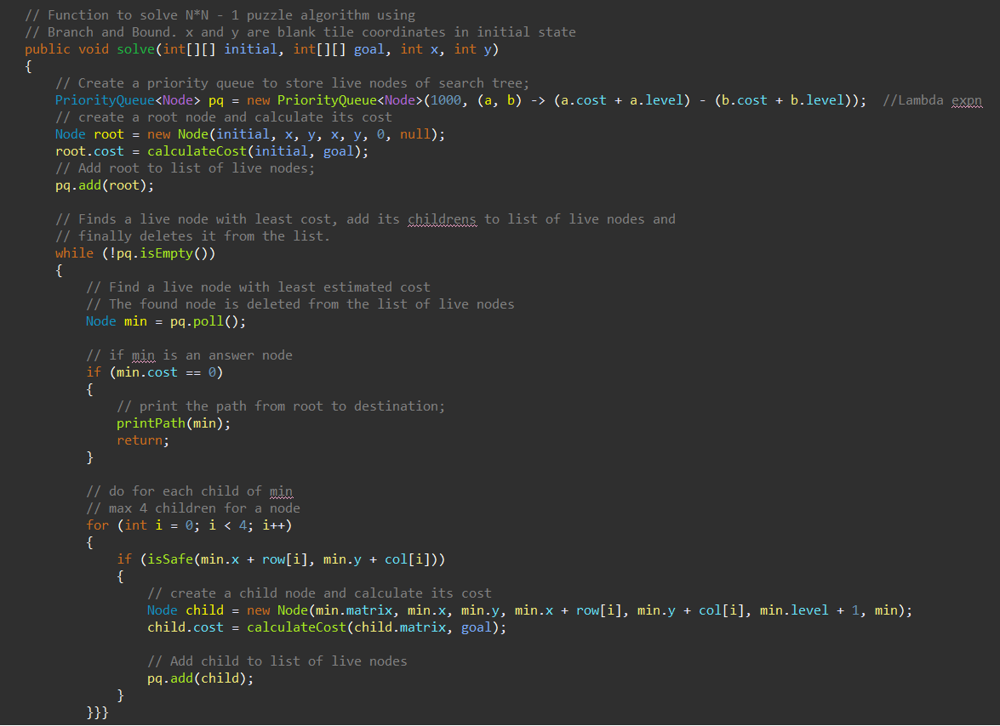 // Function to solve N*N - 1 puzzle algorithm using
// Branch and Bound. x and y are blank tile coordinates in initial state
public void solve(int[][] initial, int[][] goal, int x, int y)
{
// Create a priority queue to store live nodes of search tree;
PriorityQueue<Node> pq = new PriorityQueue<Node>(1000, (a, b) -> (a.cost + a.level) - (b.cost + b.level));  //Lambda expn
// create a root node and calculate its cost
Node root = new Node(initial, x, y, x, y, 0, null);
root.cost = calculateCost(initial, goal);
// Add root to list of live nodes;
pq.add(root);

// Finds a live node with least cost, add its childrens to list of live nodes and
// finally deletes it from the list.
while (!pq.isEmpty())
{
// Find a live node with least estimated cost
// The found node is deleted from the list of live nodes
Node min = pq.poll();

// if min is an answer node
if (min.cost == 0)
{
// print the path from root to destination;
printPath(min);
return;
}

// do for each child of min
// max 4 children for a node
for (int i = 0; i < 4; i++)
{
if (isSafe(min.x + row[i], min.y + col[i]))
{
// create a child node and calculate its cost
Node child = new Node(min.matrix, min.x, min.y, min.x + row[i], min.y + col[i], min.level + 1, min);
child.cost = calculateCost(child.matrix, goal);

// Add child to list of live nodes
pq.add(child);
}
}}}